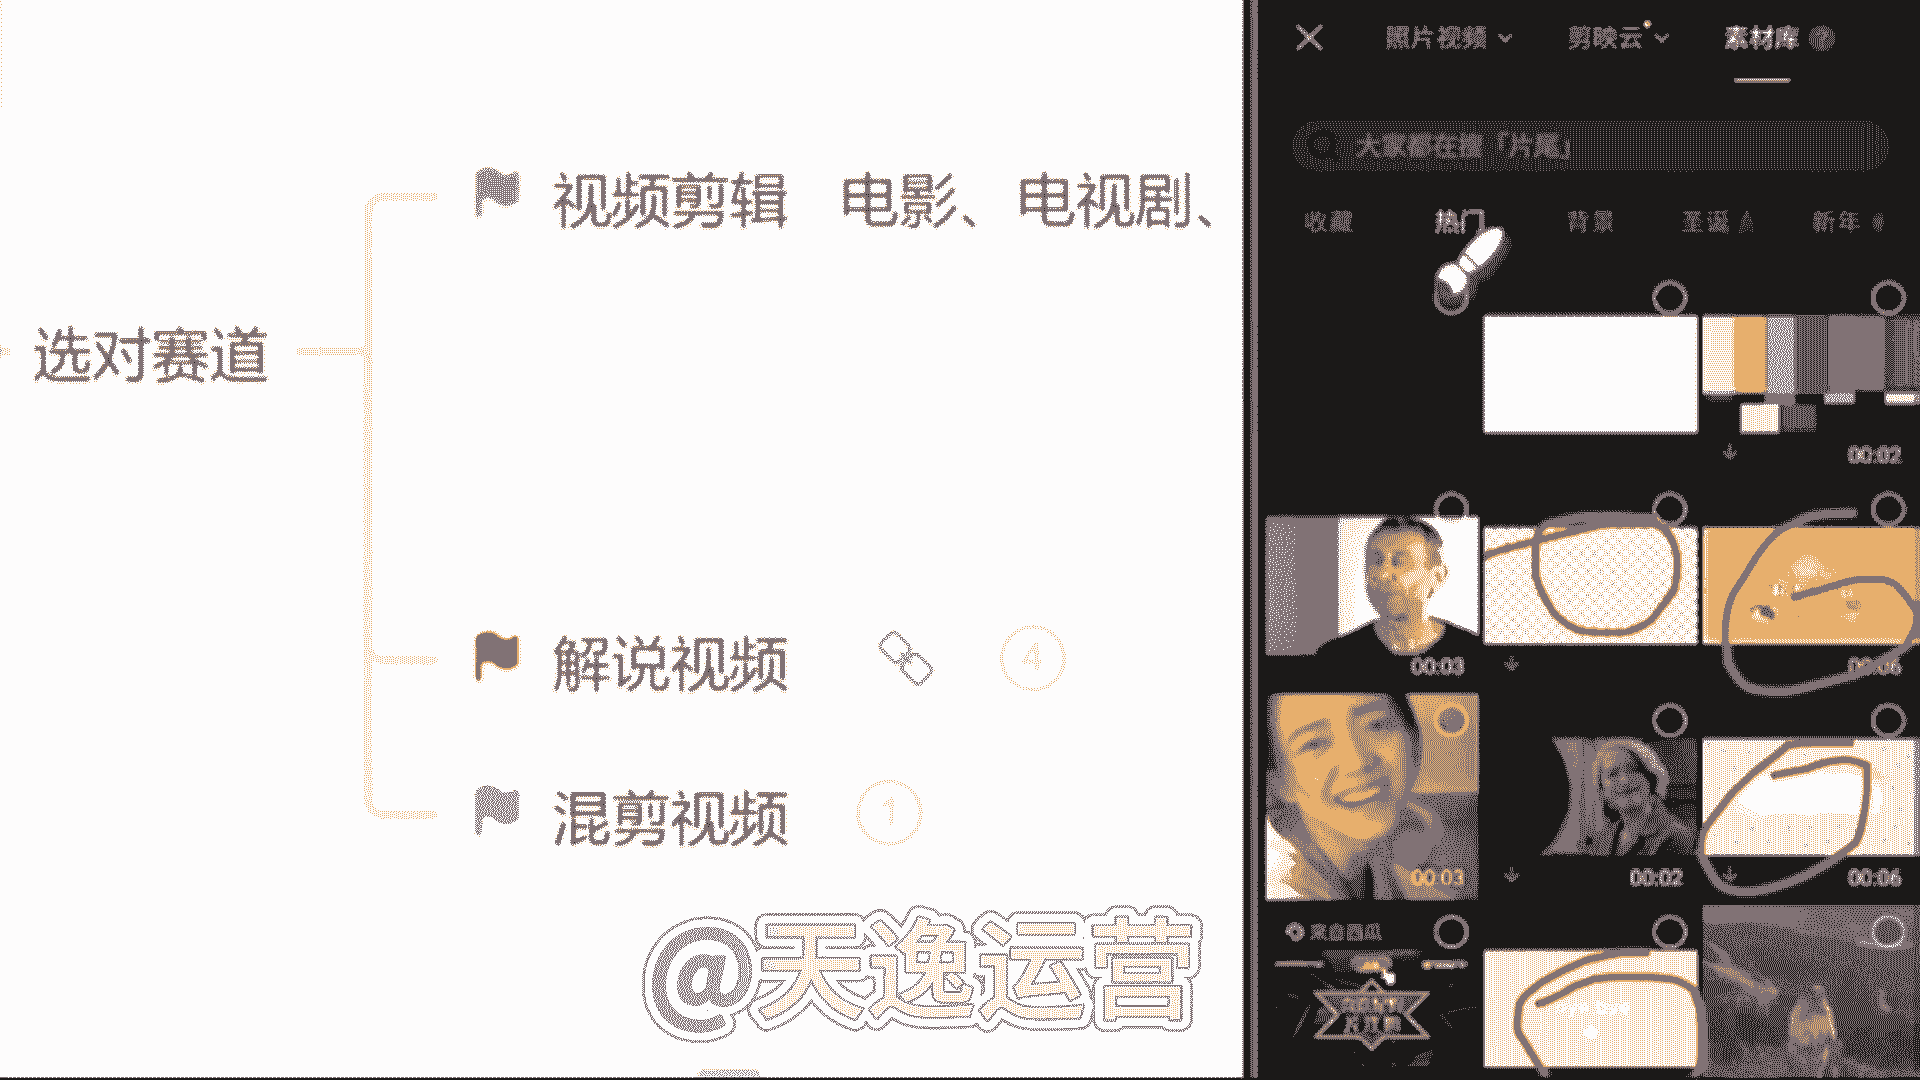 选对赛道
视频剪辑 电影、电视剧、
解说视频 4
混剪视频 1
@天逸运营
照片视频 剪映云 素材库 ?
大家都在搜「片尾」
收藏 热门 背景 圣诞 新年
00:02
00:03 00:06
00:03 00:02 00:06
来自西瓜